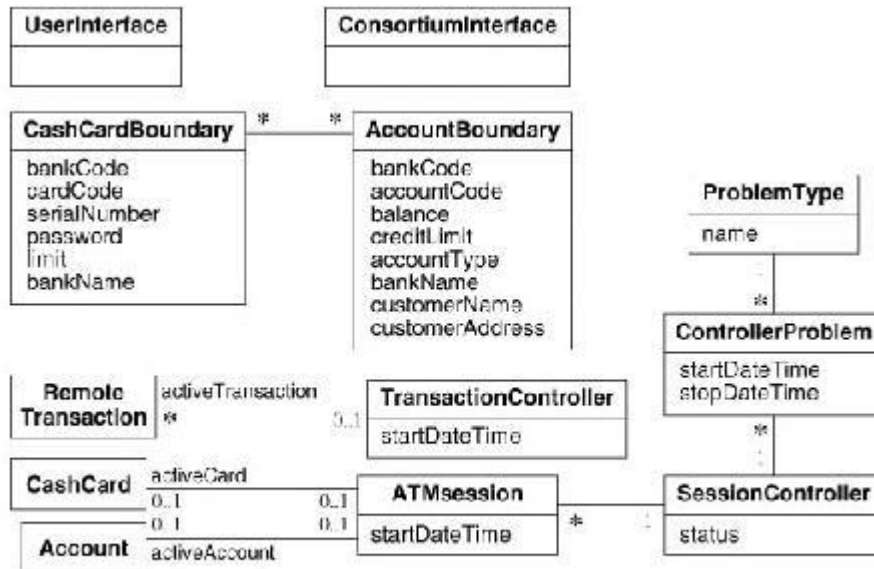 UserInterface
ConsortiumInterface
CashCardBoundary
*
*
AccountBoundary
bankCode
cardCode
serialNumber
password
limit
bankName
bankCode
accountCode
balance
creditLimit
accountType
bankName
customerName
customerAddress
ProblemType
name
*
ControllerProblem
startDateTime
stopDateTime
*
Remote
Transaction
activeTransaction
*
0..1
TransactionController
startDateTime
CashCard
activeCard
0..1
0..1
0..1
0..1
Account
activeAccount
ATMsession
startDateTime
*
SessionController
status